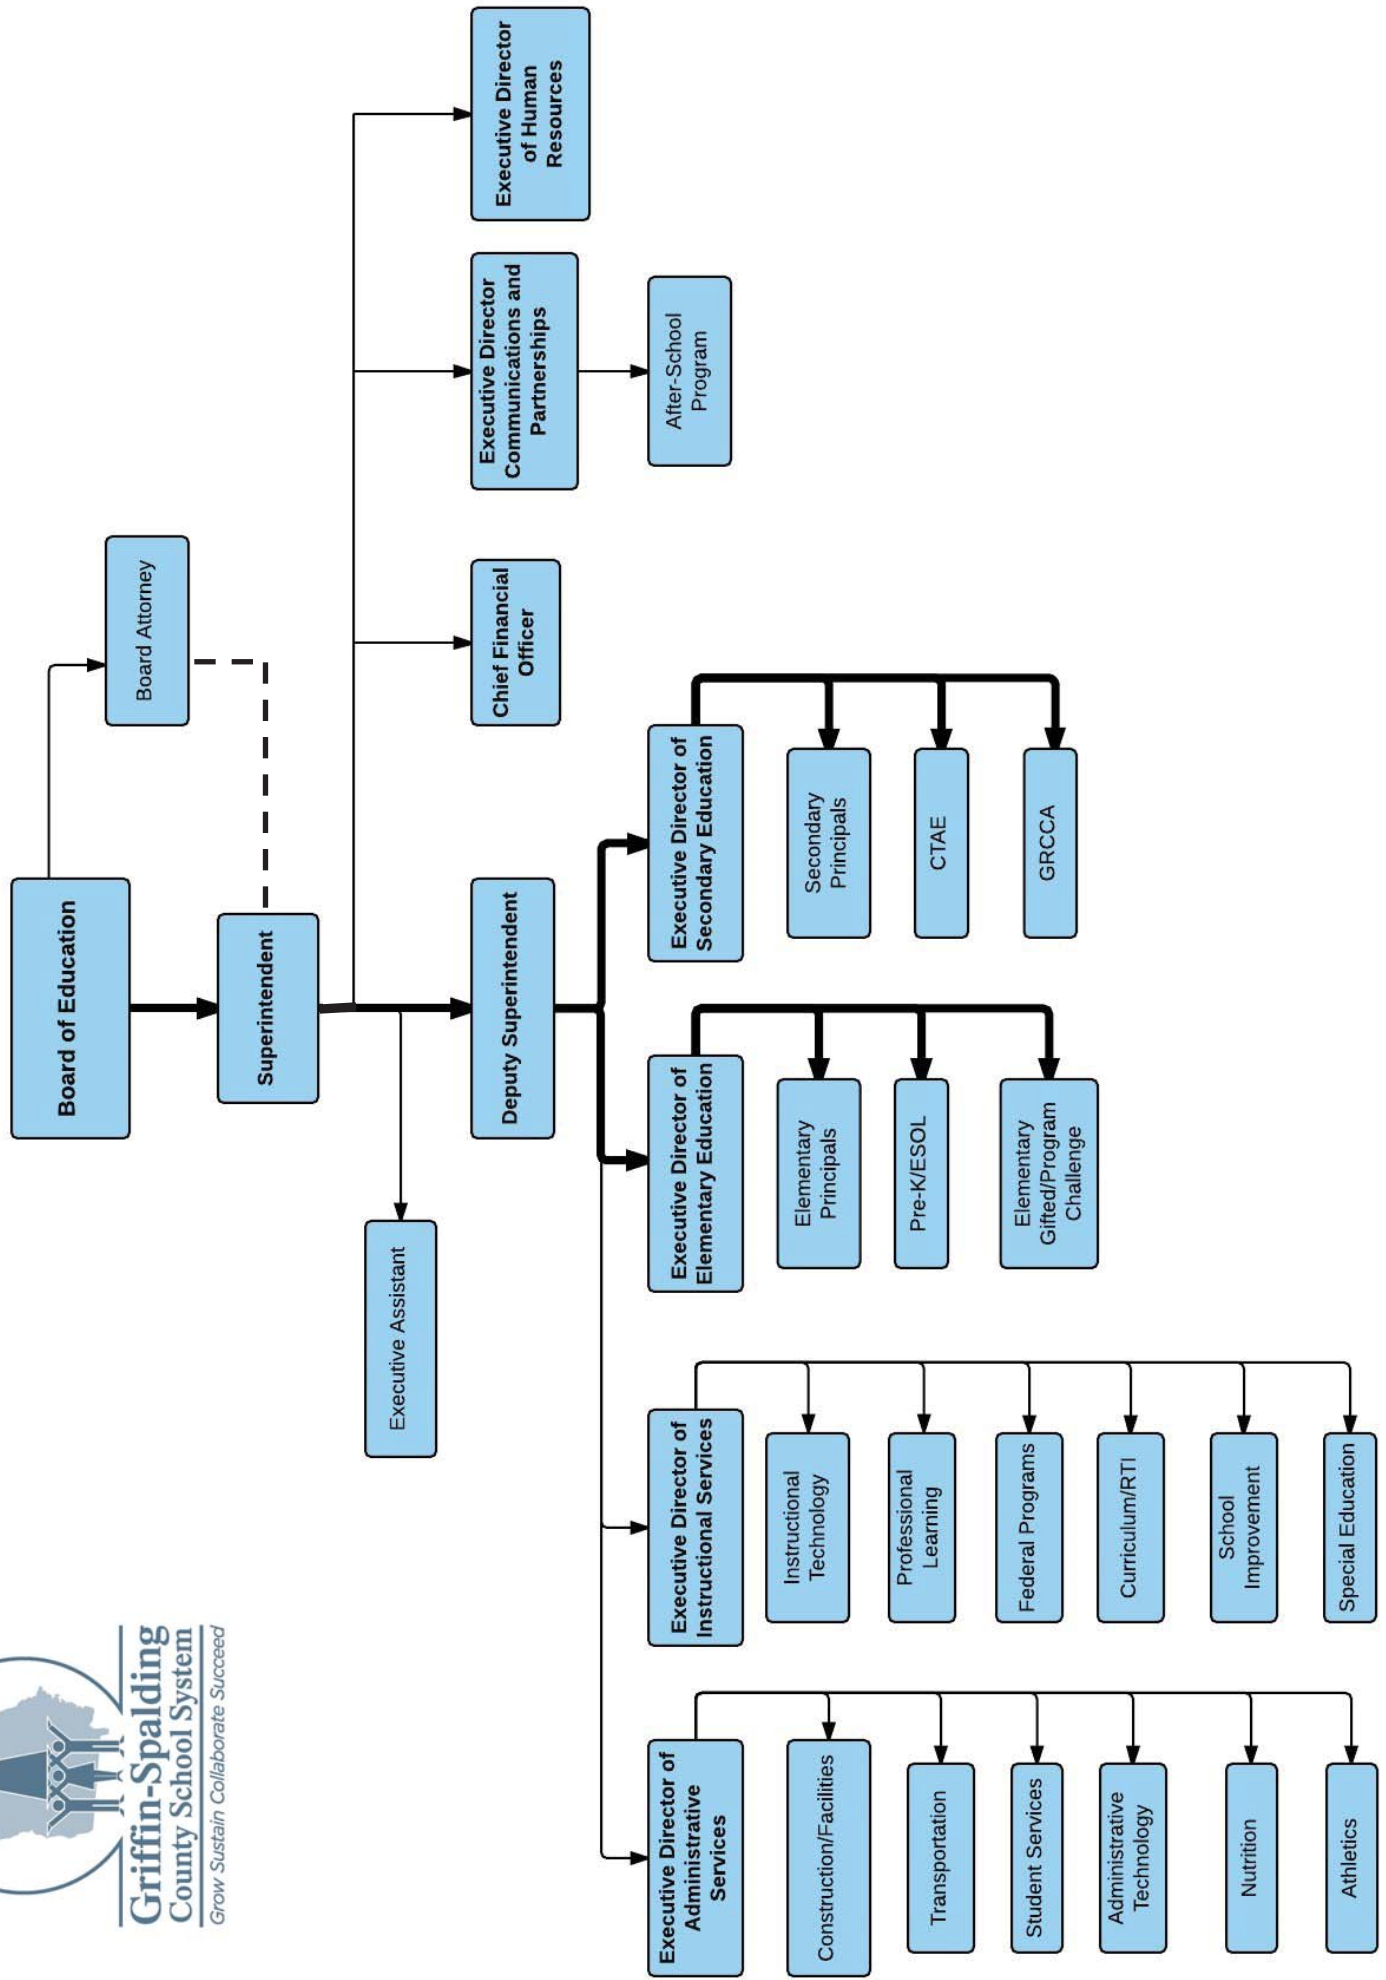 Griffin-Spalding
County School System
Grow Sustain Collaborate Succeed
Board of Education
Board Attorney
Superintendent
Executive Assistant
Deputy Superintendent
Chief Financial
Officer
Executive Director
Communications and
Partnerships
Executive Director
of Human
Resources
After-School
Program
Executive Director of
Administrative
Services
Construction/Facilities
Transportation
Student Services
Administrative
Technology
Nutrition
Athletics
Executive Director of
Instructional Services
Instructional
Technology
Professional
Learning
Federal Programs
Curriculum/RTI
School
Improvement
Special Education
Executive Director of
Elementary Education
Elementary
Principals
Pre-K/ESOL
Elementary
Gifted/Program
Challenge
Executive Director of
Secondary Education
Secondary
Principals
CTAE
GRCCA